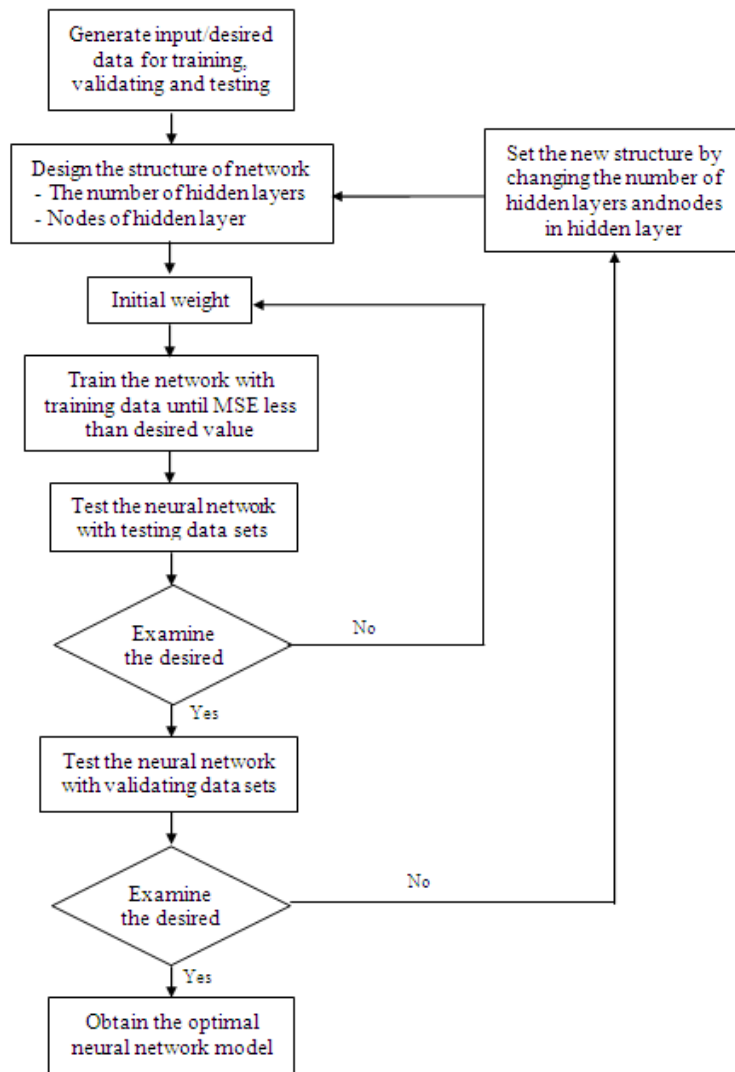 Generate input/desired
data for training,
validating and testing
Design the structure of network
- The number of hidden layers
- Nodes of hidden layer
Set the new structure by
changing the number of
hidden layers andnodes
in hidden layer
Initial weight
Train the network with
training data until MSE less
than desired value
Test the neural network
with testing data sets
Examine
the desired
No
Yes
Test the neural network
with validating data sets
Examine
the desired
No
Yes
Obtain the optimal
neural network model